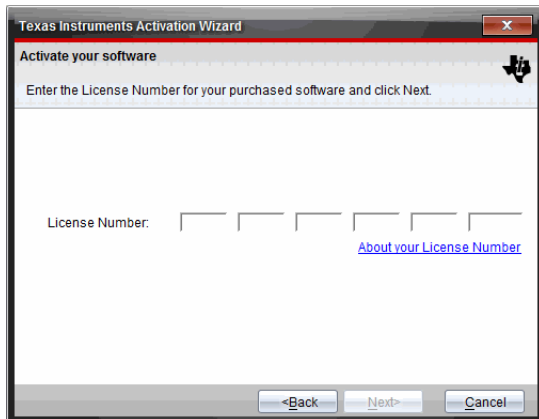 Texas Instruments Activation Wizard
Activate your software
Enter the License Number for your purchased software and click Next.
License Number:
About your License Number
<Back Next> Cancel